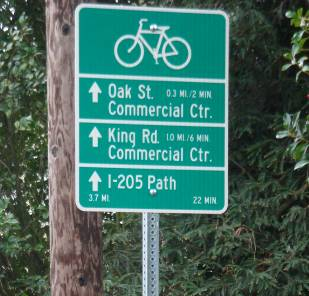 Oak St. 0.3 MI./2 MIN.
Commercial Ctr.
King Rd. 1.0 MI./6 MIN.
Commercial Ctr.
I-205 Path
3.7 MI. 22 MIN.